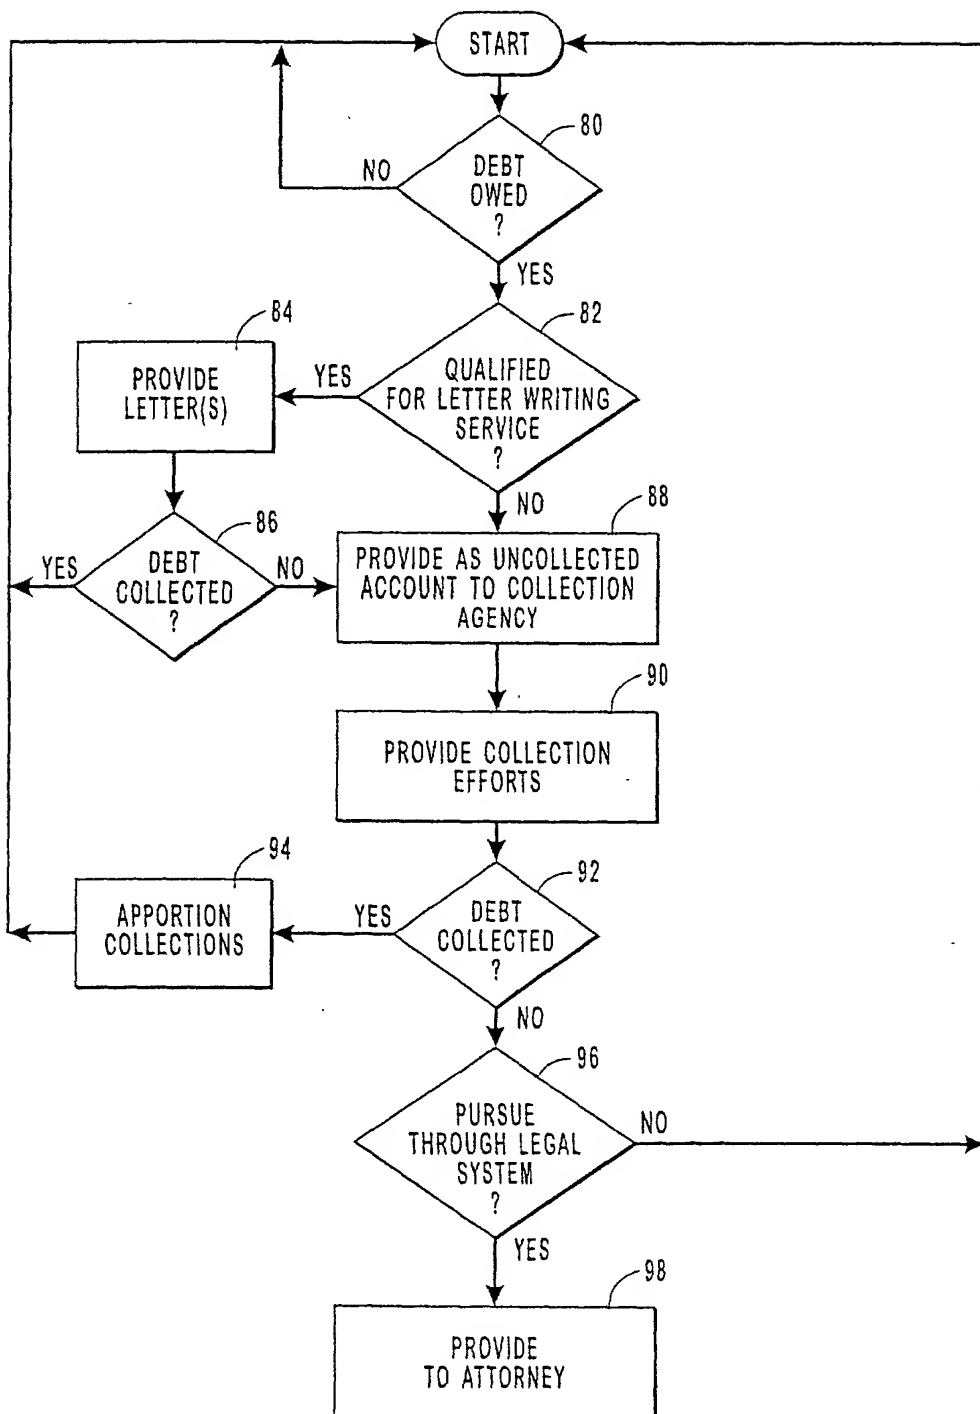 START
80
DEBT
OWED
?
NO
YES
82
QUALIFIED
FOR LETTER WRITING
SERVICE
?
YES
NO
84
PROVIDE
LETTER(S)
86
DEBT
COLLECTED
?
YES
NO
88
PROVIDE AS UNCOLLECTED
ACCOUNT TO COLLECTION
AGENCY
90
PROVIDE COLLECTION
EFFORTS
92
DEBT
COLLECTED
?
YES
NO
94
APPORTION
COLLECTIONS
96
PURSUE
THROUGH LEGAL
SYSTEM
?
NO
YES
98
PROVIDE
TO ATTORNEY